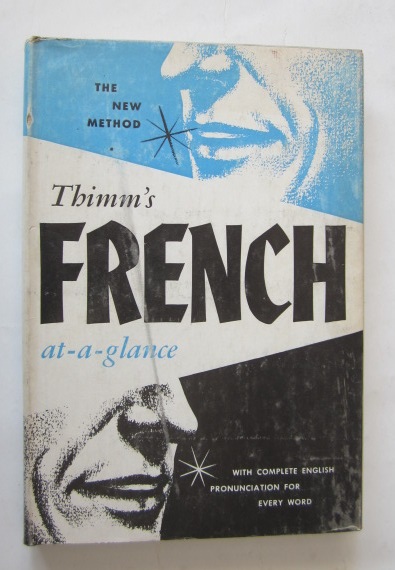 THE
NEW
METHOD
Thimm's
FRENCH
at-a-glance
WITH COMPLETE ENGLISH
PRONUNCIATION FOR
EVERY WORD